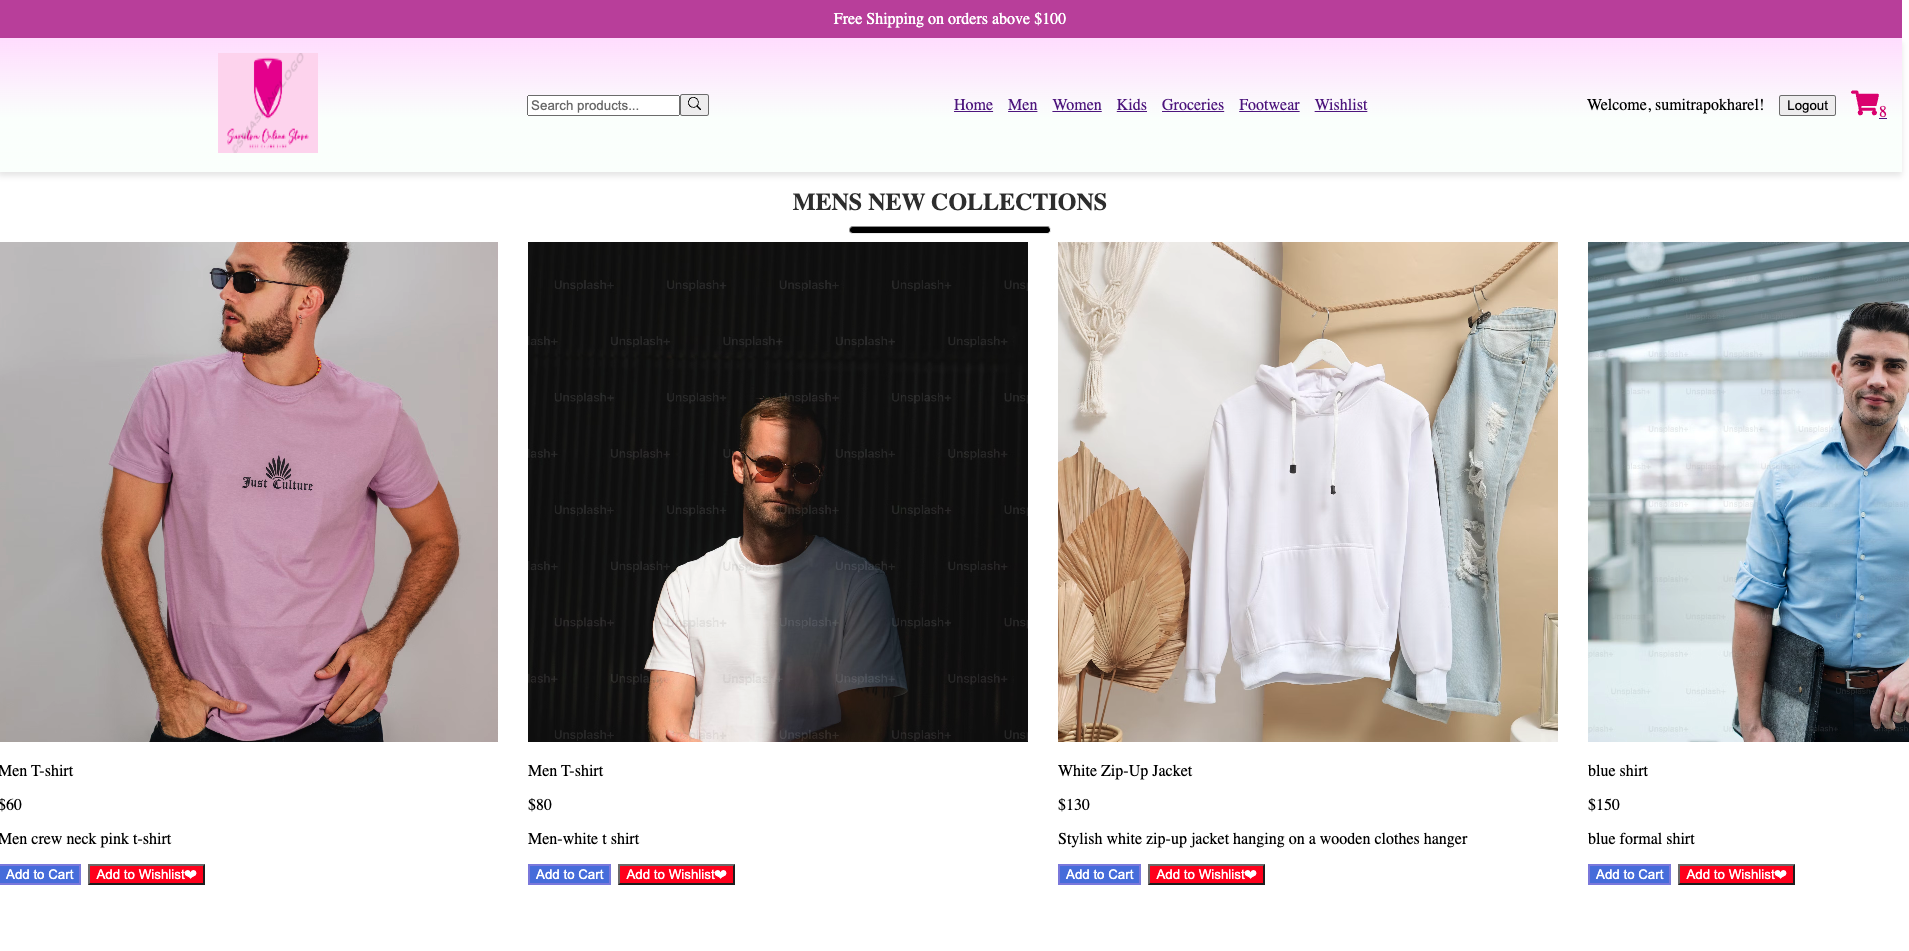 Free Shipping on orders above $100
Search products...
Home Men Women Kids Groceries Footwear Wishlist
Welcome, sumitrapokharel! Logout 8
MENS NEW COLLECTIONS
Just Culture
Unsplash+
Men T-shirt
$60
Men crew neck pink t-shirt
Add to Cart Add to Wishlist❤
Men T-shirt
$80
Men-white t shirt
Add to Cart Add to Wishlist❤
White Zip-Up Jacket
$130
Stylish white zip-up jacket hanging on a wooden clothes hanger
Add to Cart Add to Wishlist❤
blue shirt
$150
blue formal shirt
Add to Cart Add to Wishlist❤